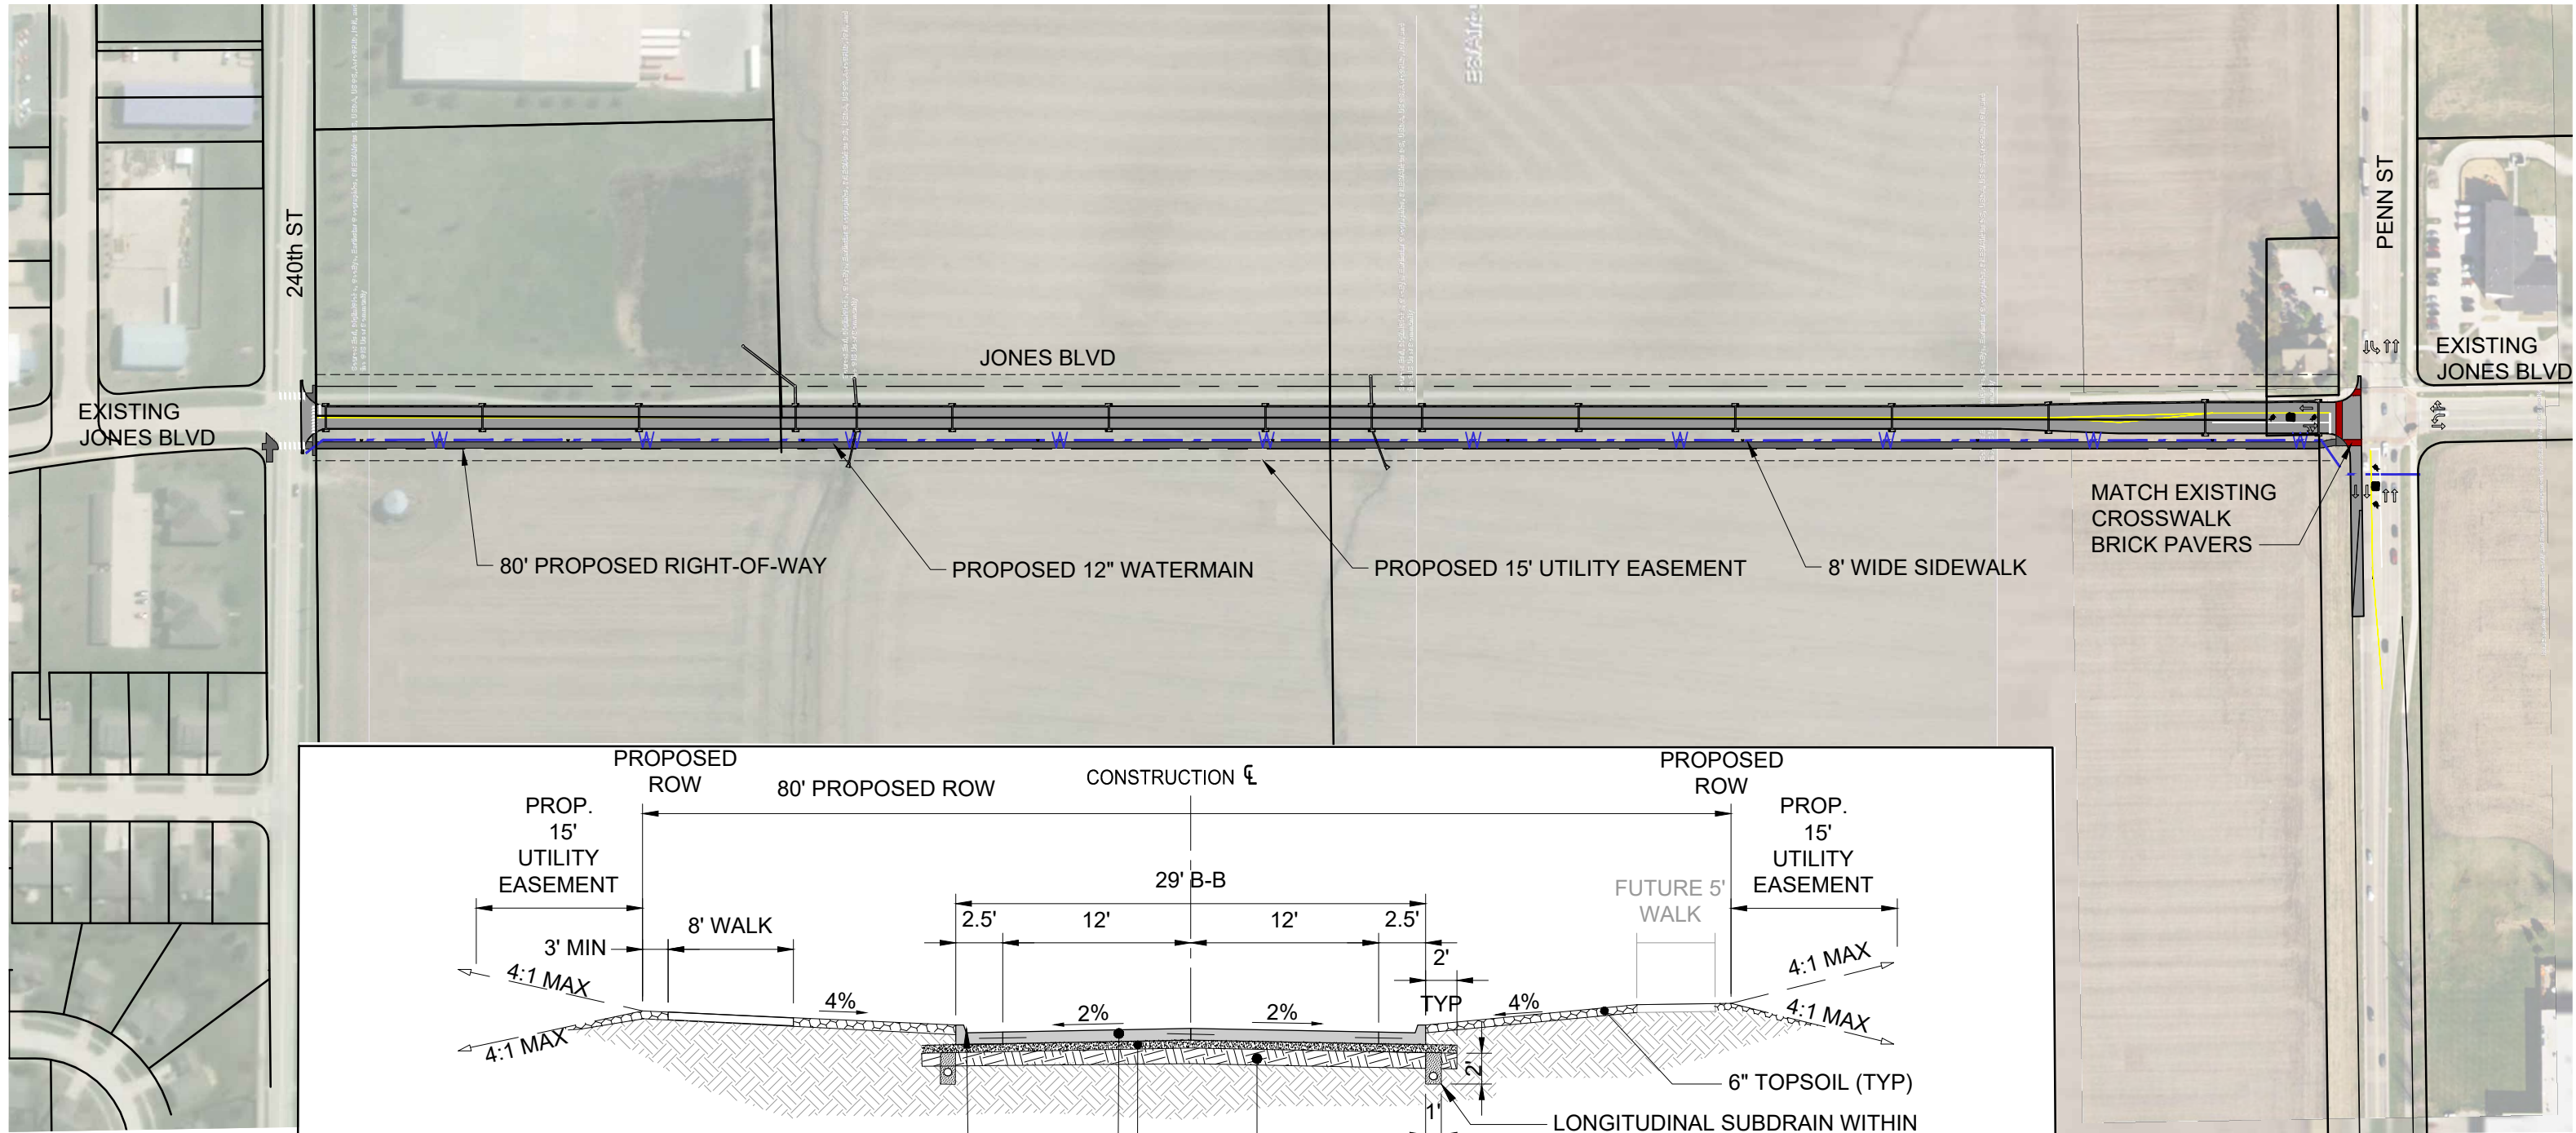 240th ST
JONES BLVD
PENN ST
EXISTING
JONES BLVD
EXISTING
JONES BLVD
W W W W W W W W W W
80' PROPOSED RIGHT-OF-WAY
PROPOSED 12" WATERMAIN
PROPOSED 15' UTILITY EASEMENT
8' WIDE SIDEWALK
MATCH EXISTING
CROSSWALK
BRICK PAVERS
PROPOSED
ROW
80' PROPOSED ROW
CONSTRUCTION ℄
PROPOSED
ROW
PROP.
15'
UTILITY
EASEMENT
PROP.
15'
UTILITY
EASEMENT
29' B-B
FUTURE 5'
WALK
3' MIN
8' WALK
2.5'
12'
12'
2.5'
2'
TYP
4:1 MAX
4:1 MAX
4%
2%
2%
4%
4:1 MAX
4:1 MAX
2'
1'
6" TOPSOIL (TYP)
LONGITUDINAL SUBDRAIN WITHIN